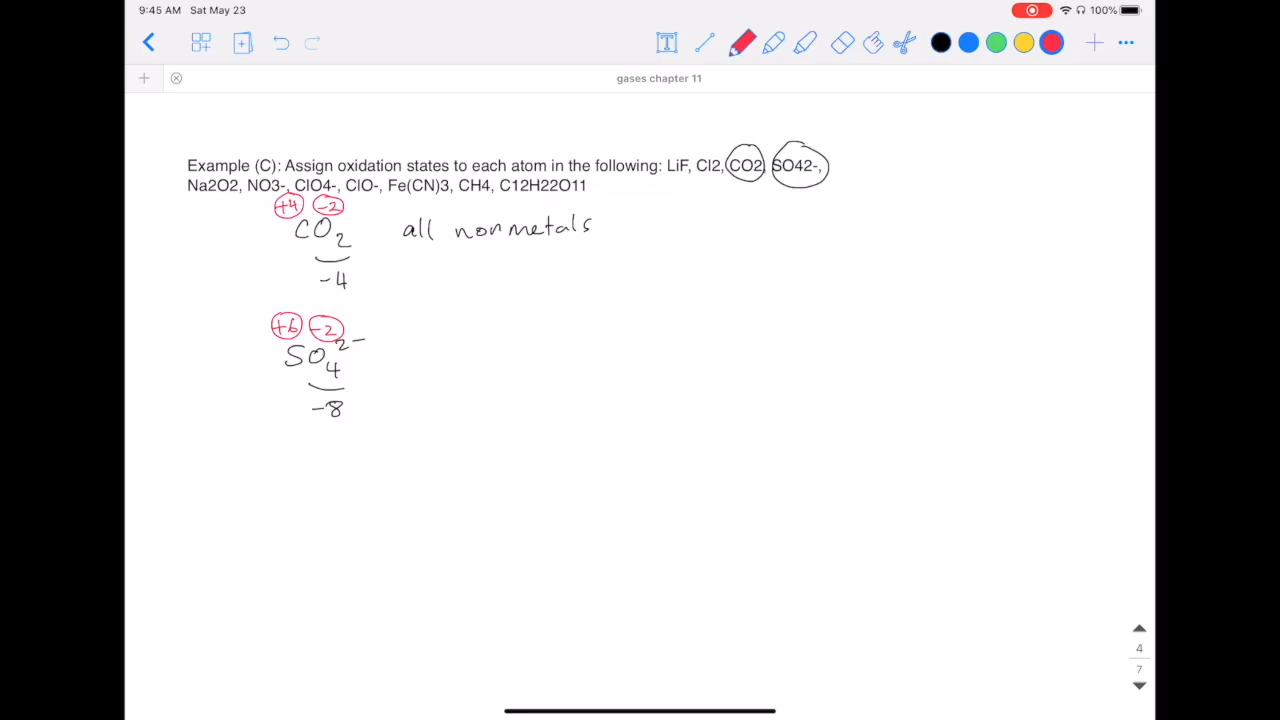 9:45 AM Sat May 23
100%
gases chapter 11
Example (C): Assign oxidation states to each atom in the following: LiF, Cl2, CO2, SO42-,
Na2O2, NO3-, ClO4-, ClO-, Fe(CN)3, CH4, C12H22O11
+4 -2
CO2 all nonmetals
-4
+6 -2
SO4 2-
-8
4
7